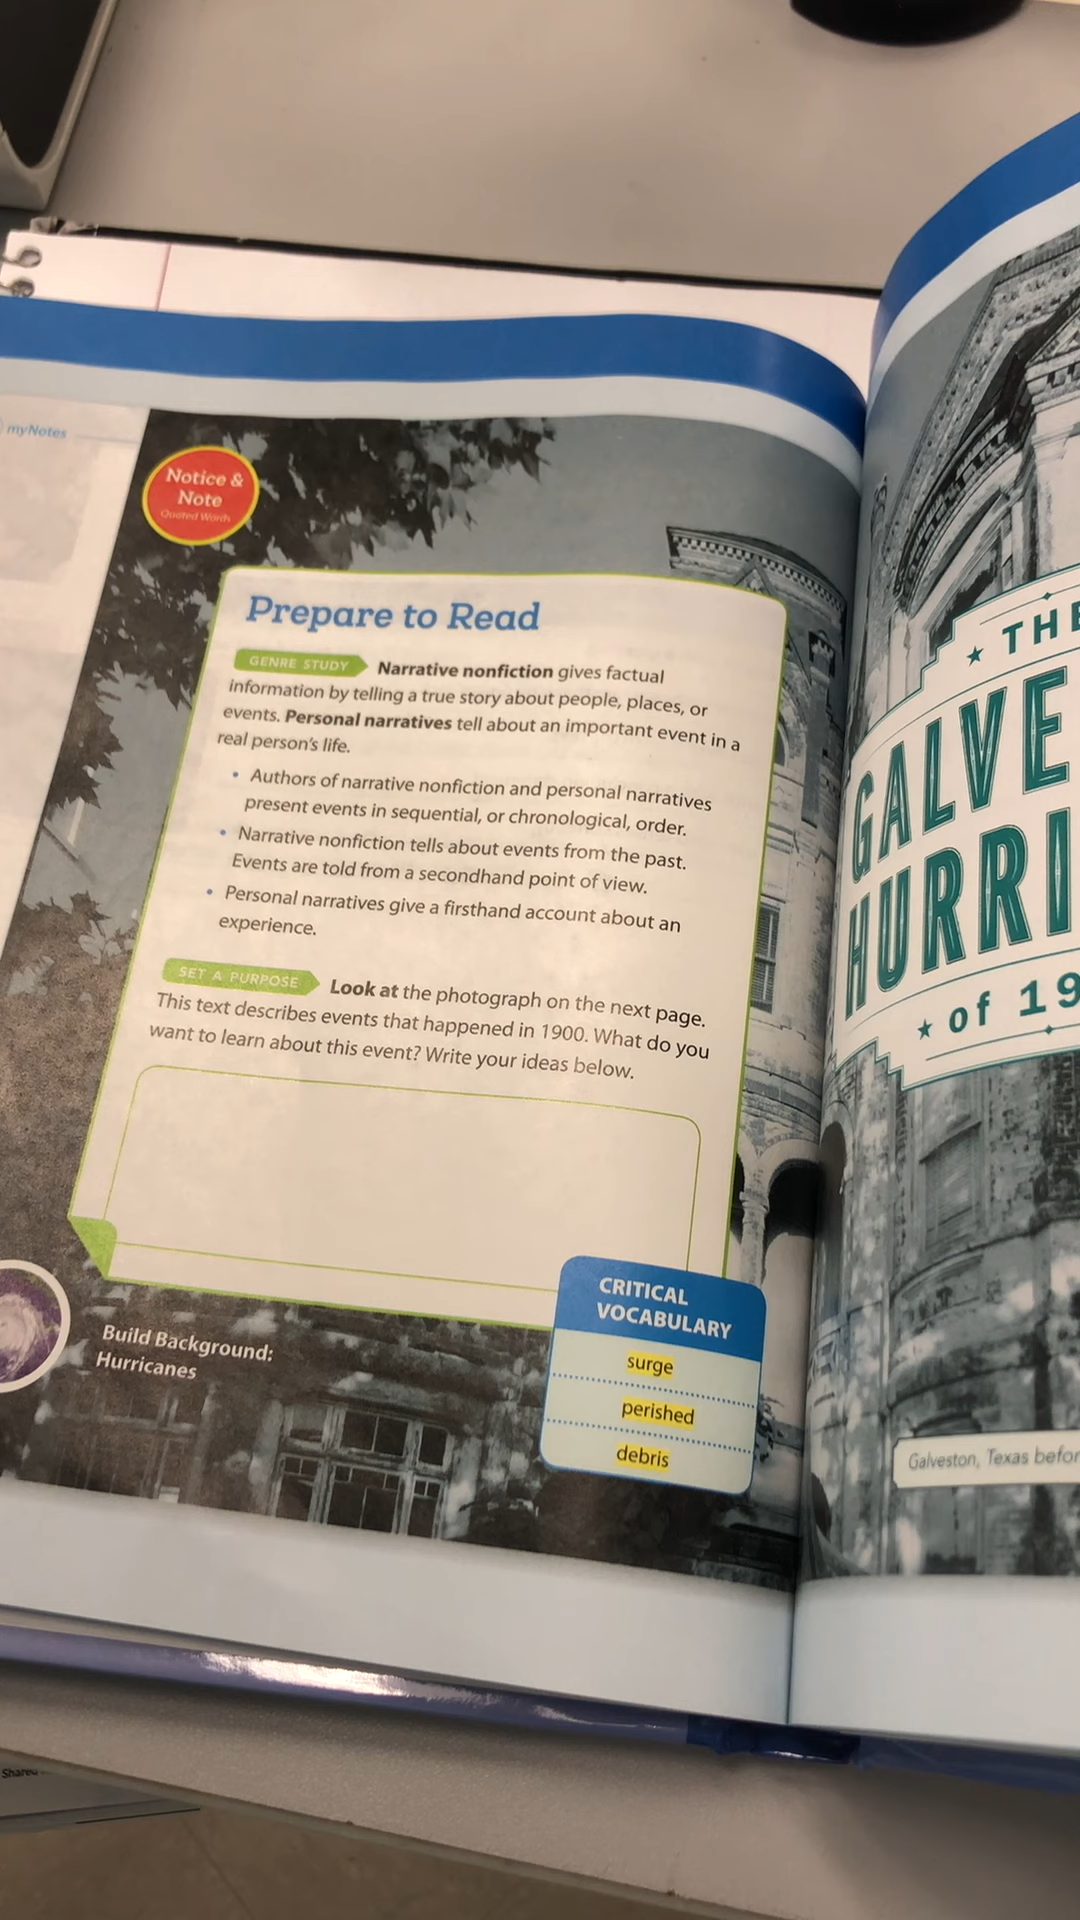 myNotes
Notice &
Note
Quoted Words
Prepare to Read
GENRE STUDY Narrative nonfiction gives factual
information by telling a true story about people, places, or
events. Personal narratives tell about an important event in a
real person's life.
• Authors of narrative nonfiction and personal narratives
present events in sequential, or chronological, order.
• Narrative nonfiction tells about events from the past.
Events are told from a secondhand point of view.
• Personal narratives give a firsthand account about an
experience.
SET A PURPOSE Look at the photograph on the next page.
This text describes events that happened in 1900. What do you
want to learn about this event? Write your ideas below.
Build Background:
Hurricanes
CRITICAL
VOCABULARY
surge
perished
debris
THE
GALVE
HURRI
of 19
Galveston, Texas befor
Shared